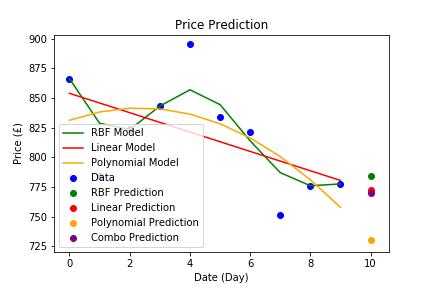 Price Prediction
900
875
850
825
800
775
750
725
Price (£)
RBF Model
Linear Model
Polynomial Model
Data
RBF Prediction
Linear Prediction
Polynomial Prediction
Combo Prediction
0 2 4 6 8 10
Date (Day)